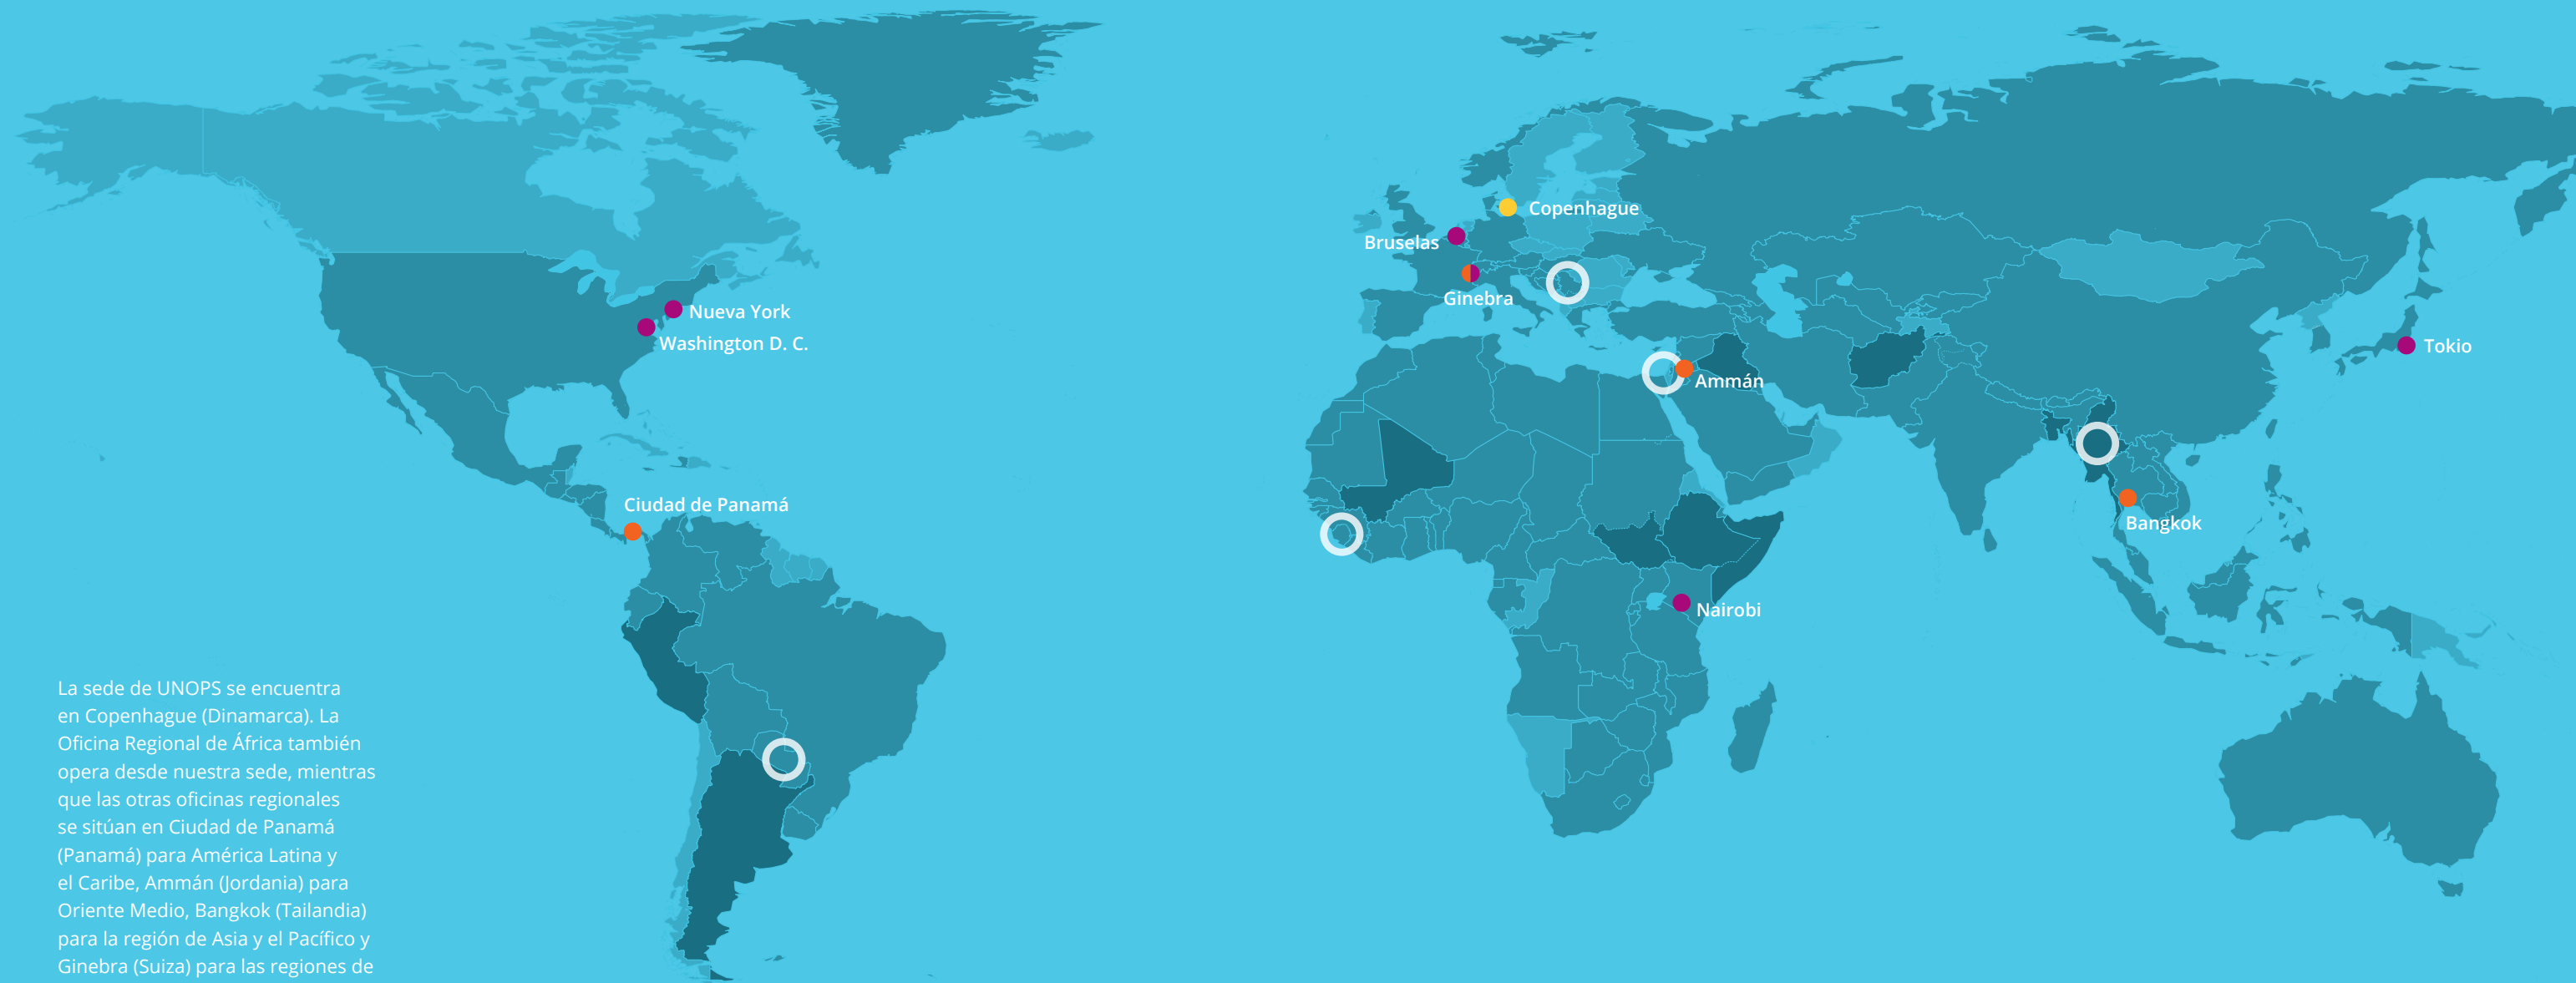 Copenhague
Bruselas
Ginebra
Nueva York
Washington D. C.
Tokio
Ammán
Ciudad de Panamá
Bangkok
Nairobi
La sede de UNOPS se encuentra
en Copenhague (Dinamarca). La
Oficina Regional de África también
opera desde nuestra sede, mientras
que las otras oficinas regionales
se sitúan en Ciudad de Panamá
(Panamá) para América Latina y
el Caribe, Ammán (Jordania) para
Oriente Medio, Bangkok (Tailandia)
para la región de Asia y el Pacífico y
Ginebra (Suiza) para las regiones de